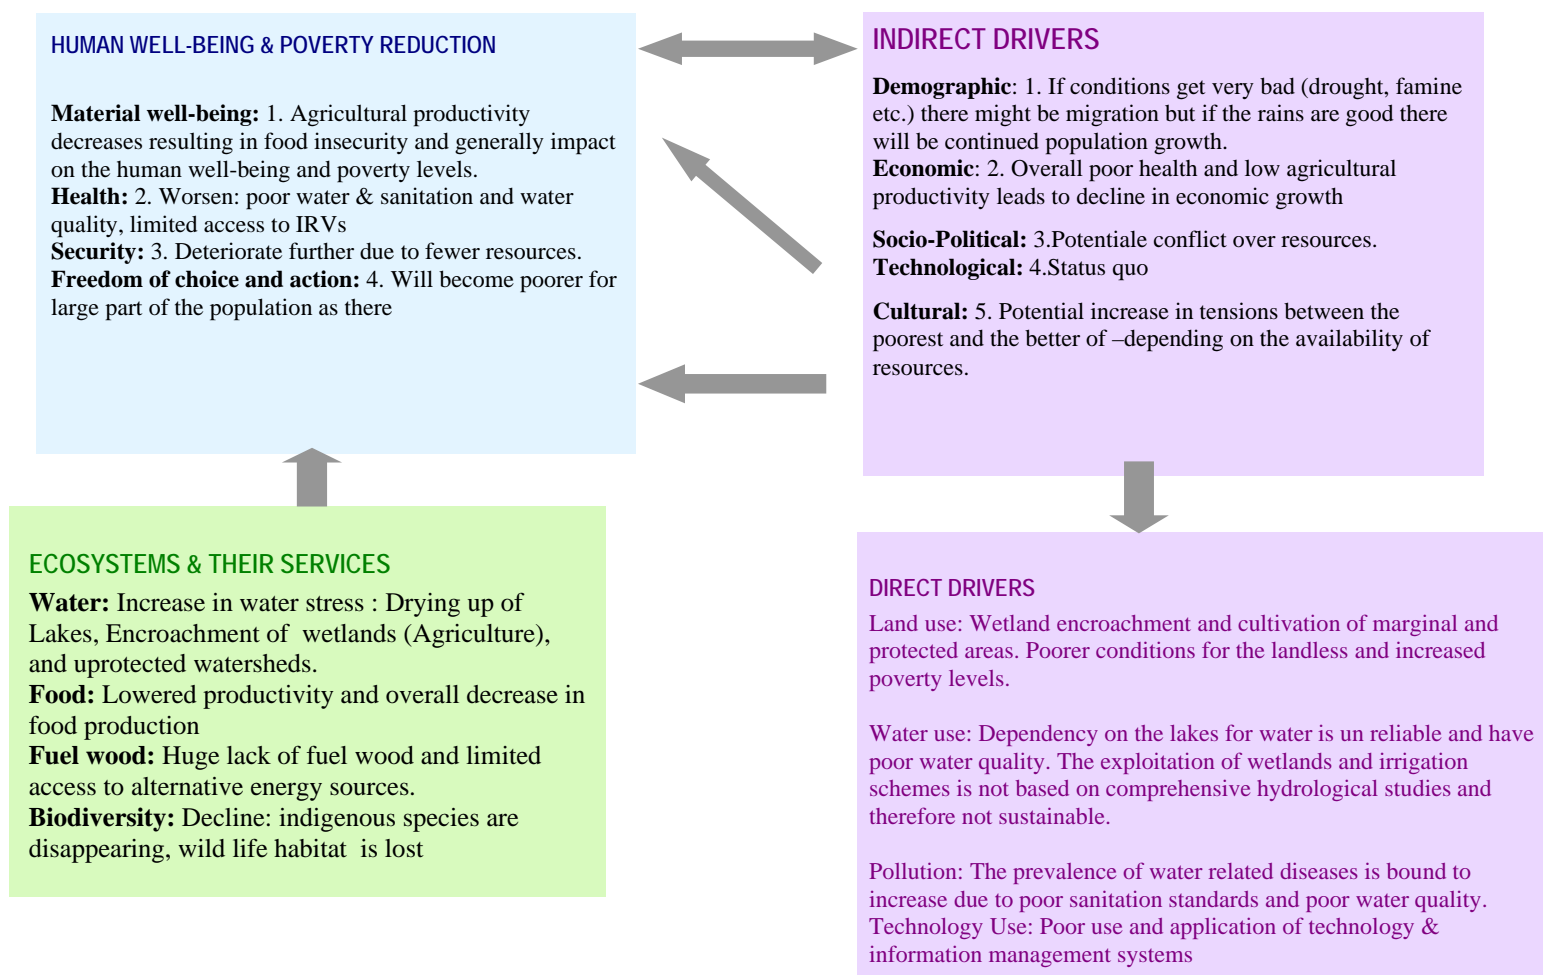 HUMAN WELL-BEING & POVERTY REDUCTION
Material well-being: 1. Agricultural productivity
decreases resulting in food insecurity and generally impact
on the human well-being and poverty levels.
Health: 2. Worsen: poor water & sanitation and water
quality, limited access to IRVs
Security: 3. Deteriorate further due to fewer resources.
Freedom of choice and action: 4. Will become poorer for
large part of the population as there
INDIRECT DRIVERS
Demographic: 1. If conditions get very bad (drought, famine
etc.) there might be migration but if the rains are good there
will be continued population growth.
Economic: 2. Overall poor health and low agricultural
productivity leads to decline in economic growth
Socio-Political: 3.Potentiale conflict over resources.
Technological: 4.Status quo
Cultural: 5. Potential increase in tensions between the
poorest and the better of –depending on the availability of
resources.
ECOSYSTEMS & THEIR SERVICES
Water: Increase in water stress : Drying up of
Lakes, Encroachment of wetlands (Agriculture),
and uprotected watersheds.
Food: Lowered productivity and overall decrease in
food production
Fuel wood: Huge lack of fuel wood and limited
access to alternative energy sources.
Biodiversity: Decline: indigenous species are
disappearing, wild life habitat is lost
DIRECT DRIVERS
Land use: Wetland encroachment and cultivation of marginal and
protected areas. Poorer conditions for the landless and increased
poverty levels.
Water use: Dependency on the lakes for water is un reliable and have
poor water quality. The exploitation of wetlands and irrigation
schemes is not based on comprehensive hydrological studies and
therefore not sustainable.
Pollution: The prevalence of water related diseases is bound to
increase due to poor sanitation standards and poor water quality.
Technology Use: Poor use and application of technology &
information management systems